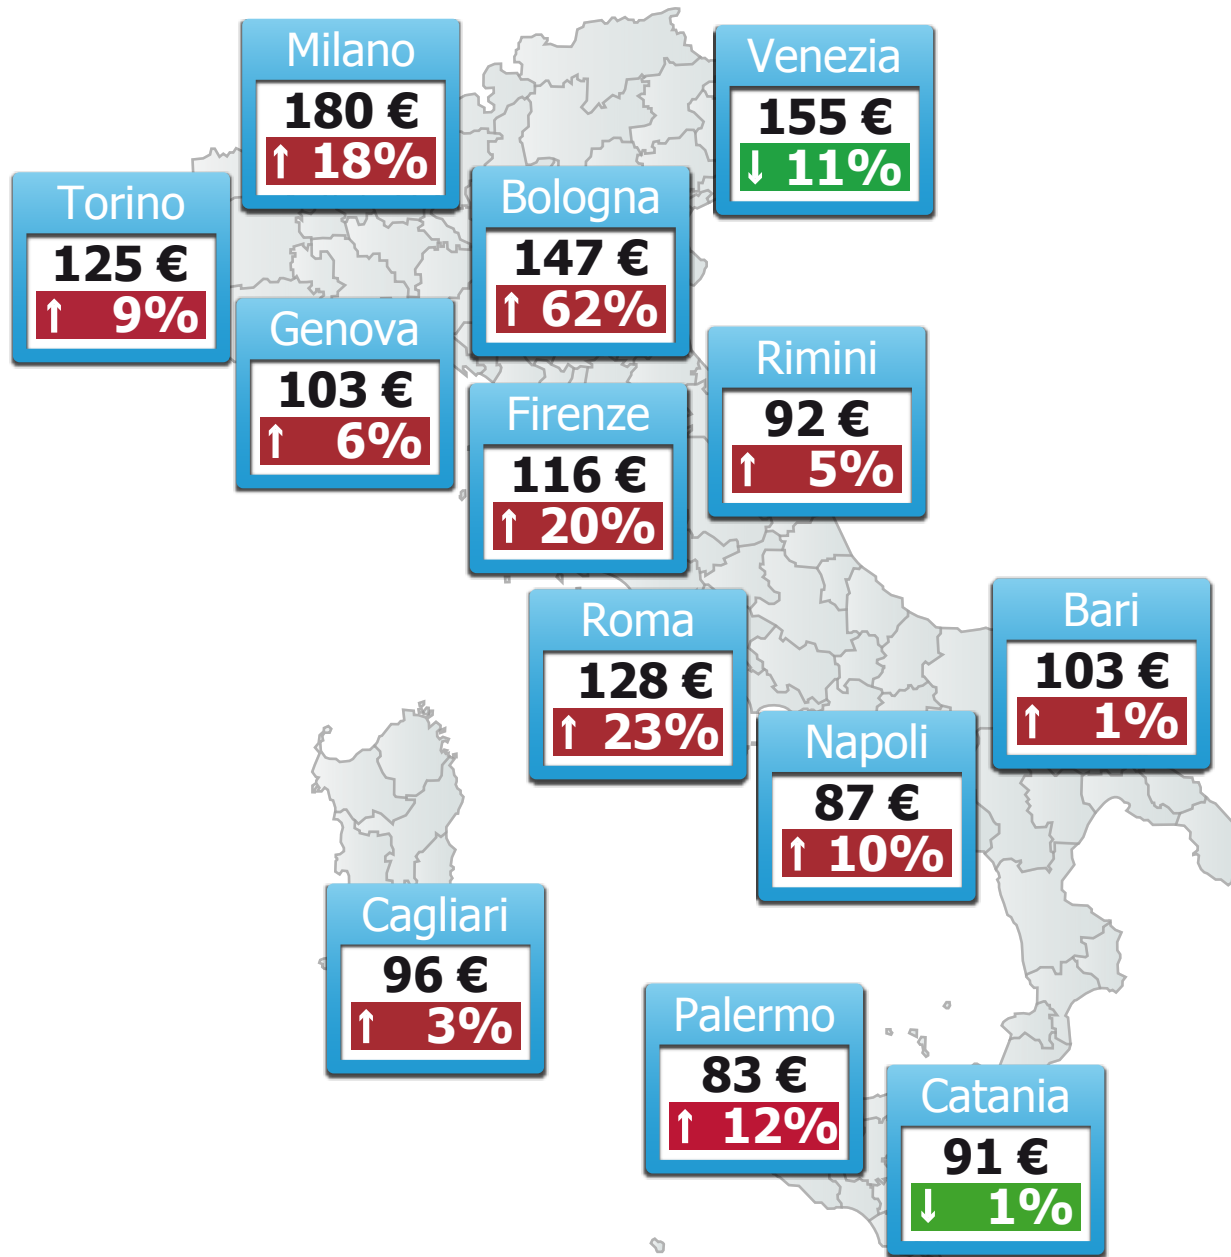 Milano
180 €
↑ 18%
Venezia
155 €
↓ 11%
Torino
125 €
↑ 9%
Bologna
147 €
↑ 62%
Genova
103 €
↑ 6%
Rimini
92 €
↑ 5%
Firenze
116 €
↑ 20%
Roma
128 €
↑ 23%
Bari
103 €
↑ 1%
Napoli
87 €
↑ 10%
Cagliari
96 €
↑ 3%
Palermo
83 €
↑ 12%
Catania
91 €
↓ 1%